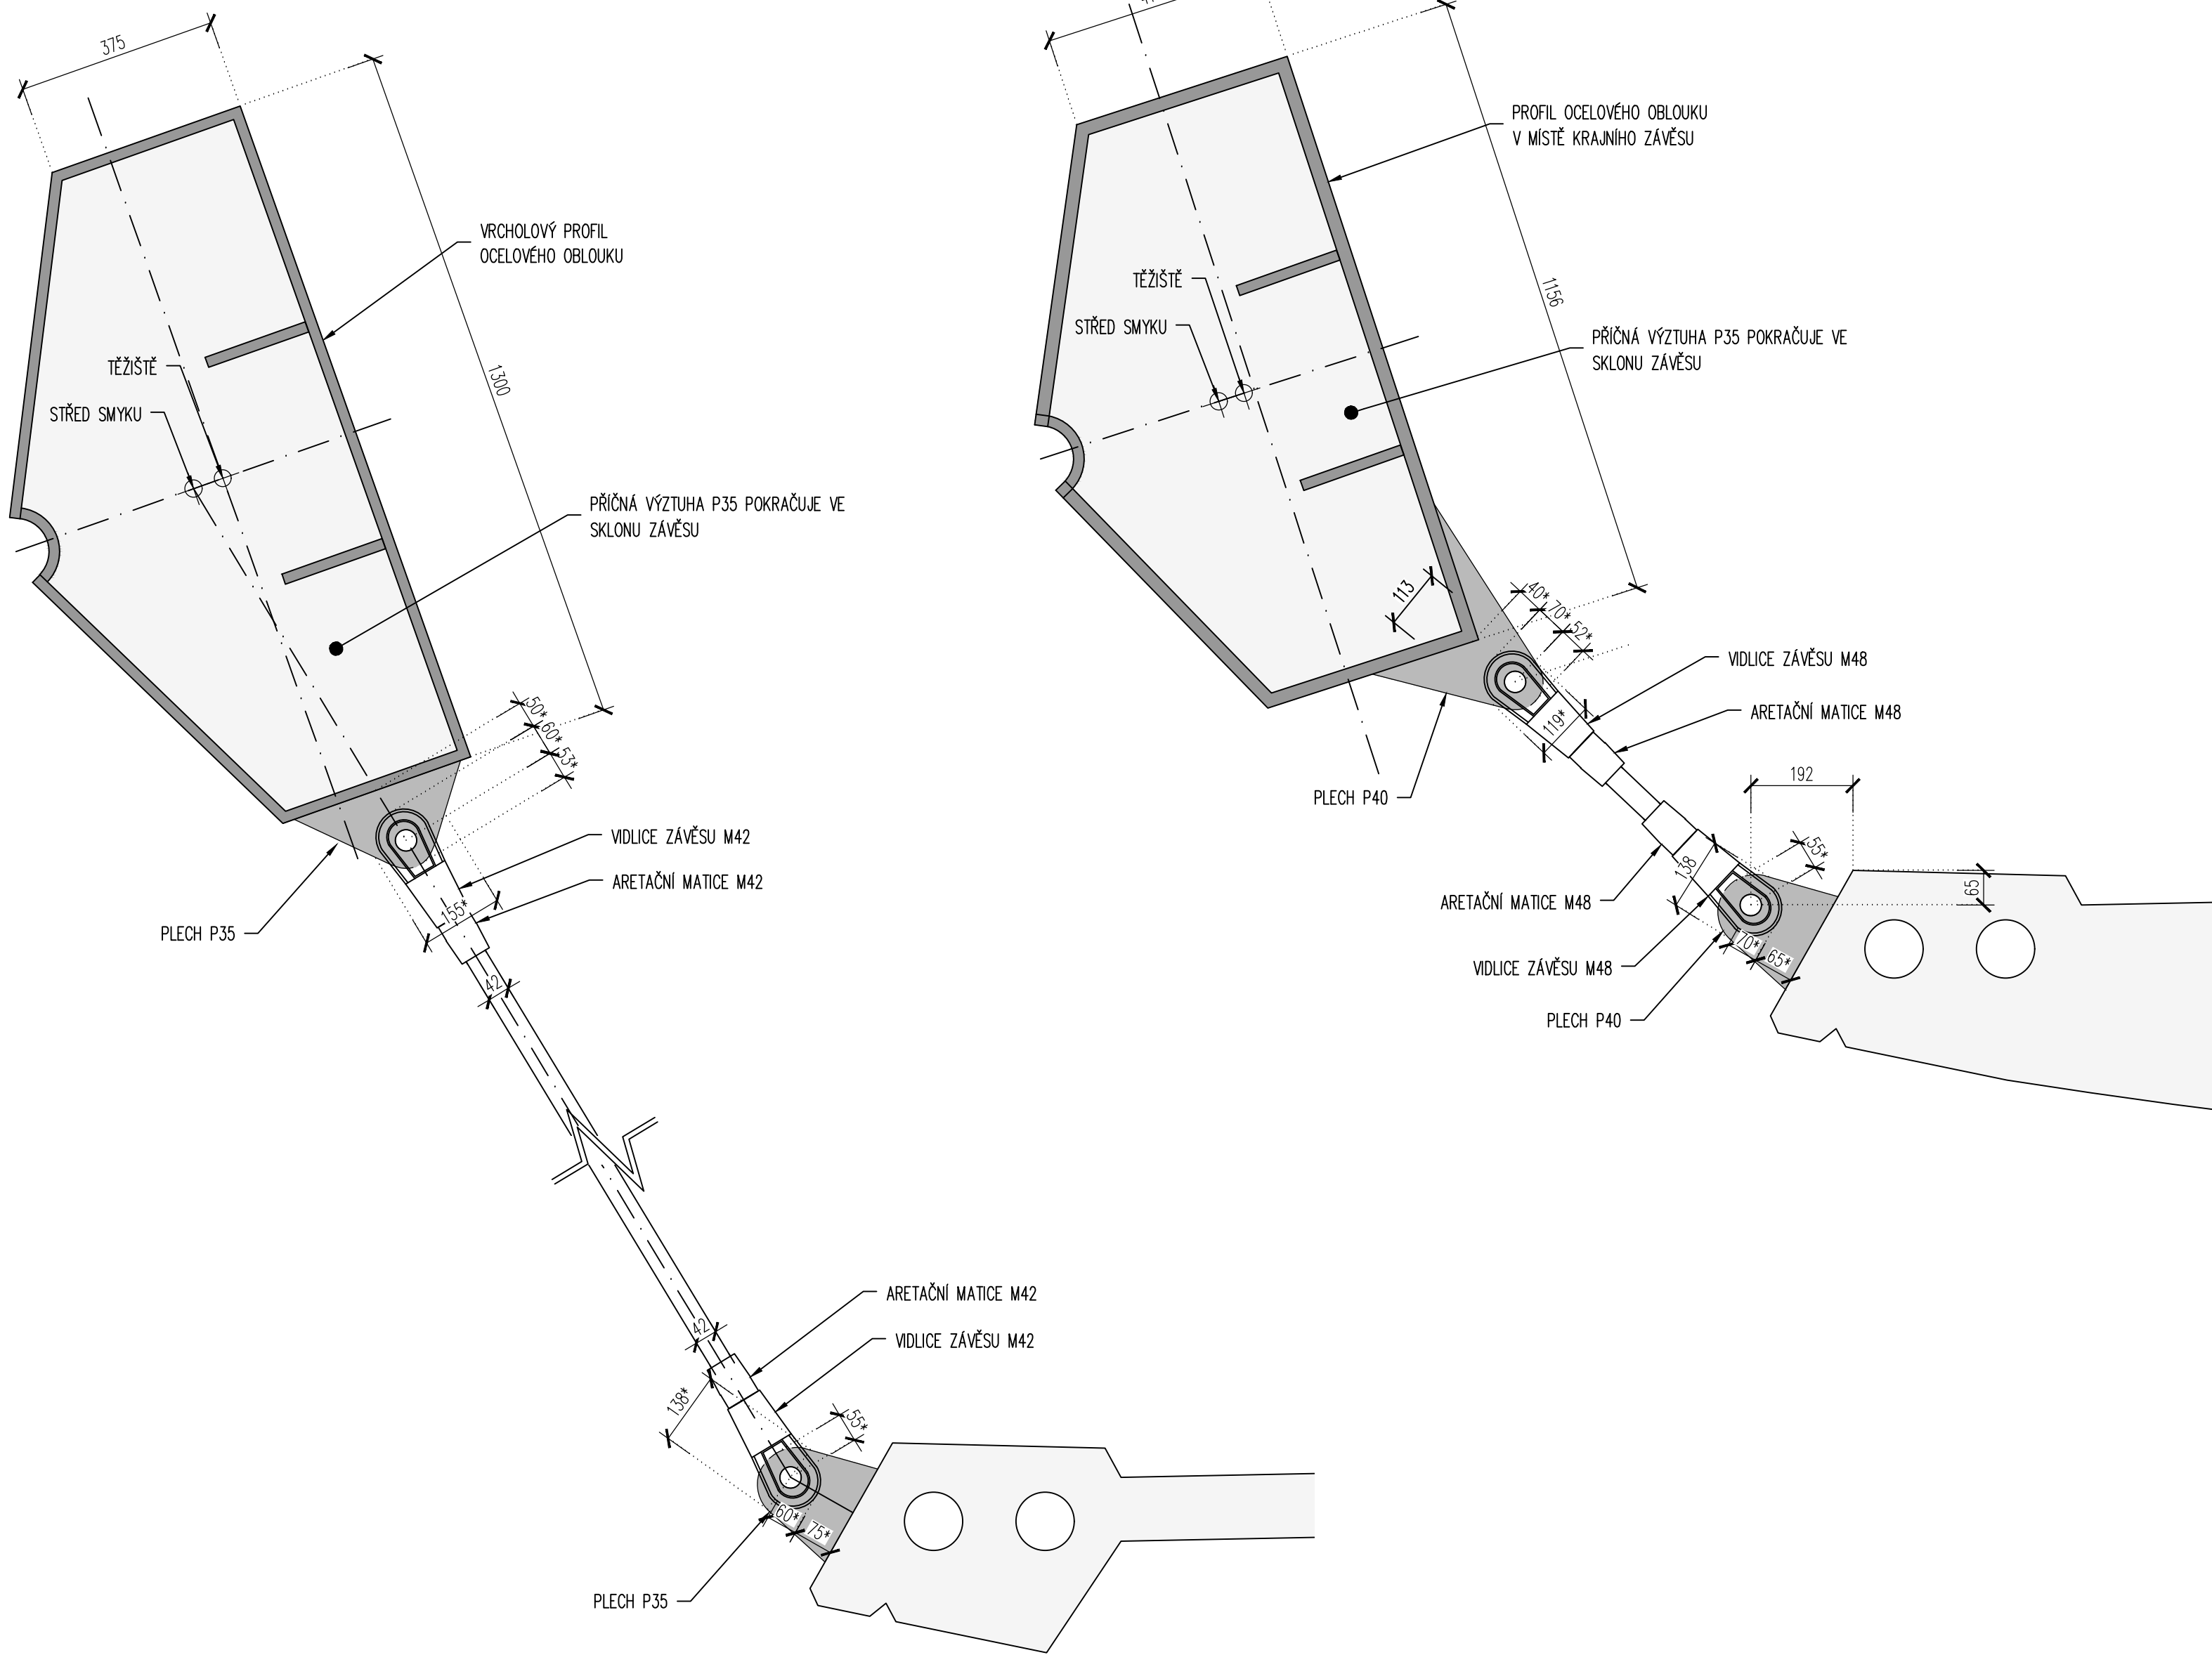 375
VRCHOLOVÝ PROFIL
OCELOVÉHO OBLOUKU
1300
TĚŽIŠTĚ
STŘED SMYKU
PŘÍČNÁ VÝZTUHA P35 POKRAČUJE VE
SKLONU ZÁVĚSU
50*
60*
53*
VIDLICE ZÁVĚSU M42
ARETAČNÍ MATICE M42
155*
PLECH P35
42
42
ARETAČNÍ MATICE M42
VIDLICE ZÁVĚSU M42
138*
55*
60*
75*
PLECH P35
PROFIL OCELOVÉHO OBLOUKU
V MÍSTĚ KRAJNÍHO ZÁVĚSU
1156
TĚŽIŠTĚ
STŘED SMYKU
PŘÍČNÁ VÝZTUHA P35 POKRAČUJE VE
SKLONU ZÁVĚSU
113
40*
70*
52*
VIDLICE ZÁVĚSU M48
ARETAČNÍ MATICE M48
119*
PLECH P40
192
55*
65
138
ARETAČNÍ MATICE M48
70*
65*
VIDLICE ZÁVĚSU M48
PLECH P40